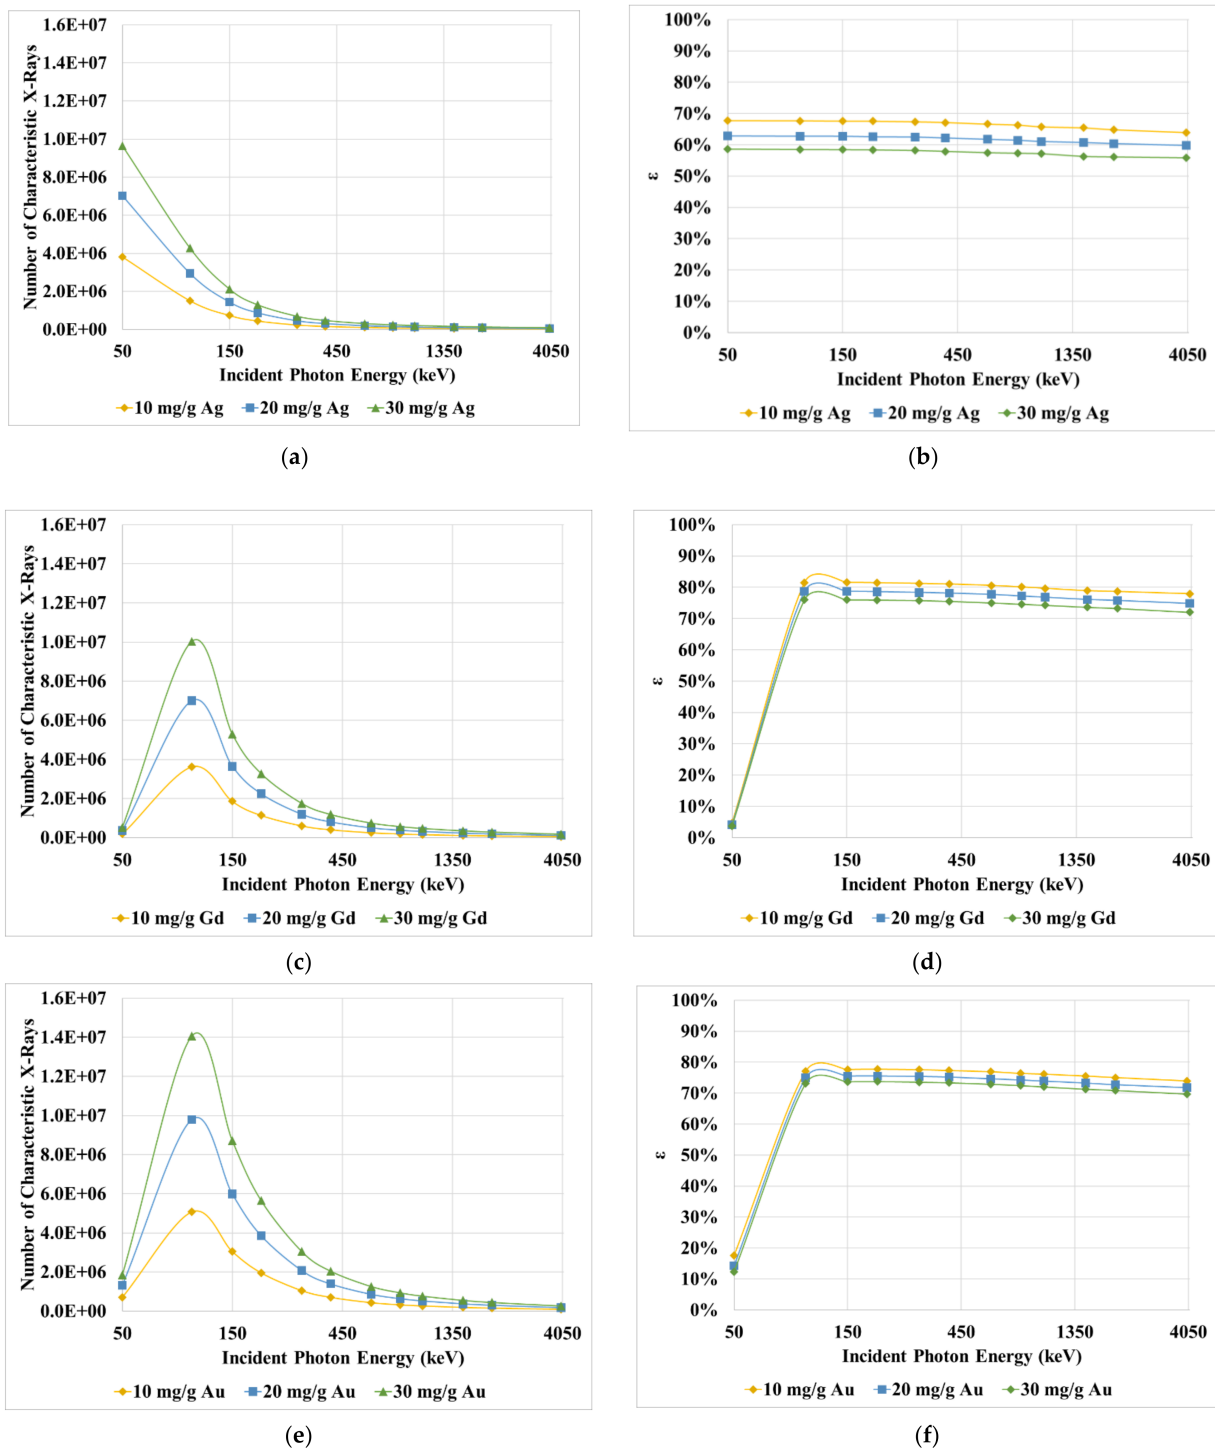 1.6E+07
1.4E+07
1.2E+07
1.0E+07
8.0E+06
6.0E+06
4.0E+06
2.0E+06
0.0E+00
Number of Characteristic X-Rays
50 150 450 1350 4050
Incident Photon Energy (keV)
10 mg/g Ag 20 mg/g Ag 30 mg/g Ag
(a)
100%
90%
80%
70%
60%
50%
40%
30%
20%
10%
0%
ε
50 150 450 1350 4050
Incident Photon Energy (keV)
10 mg/g Ag 20 mg/g Ag 30 mg/g Ag
(b)
1.6E+07
1.4E+07
1.2E+07
1.0E+07
8.0E+06
6.0E+06
4.0E+06
2.0E+06
0.0E+00
Number of Characteristic X-Rays
50 150 450 1350 4050
Incident Photon Energy (keV)
10 mg/g Gd 20 mg/g Gd 30 mg/g Gd
(c)
100%
90%
80%
70%
60%
50%
40%
30%
20%
10%
0%
ε
50 150 450 1350 4050
Incident Photon Energy (keV)
10 mg/g Gd 20 mg/g Gd 30 mg/g Gd
(d)
1.6E+07
1.4E+07
1.2E+07
1.0E+07
8.0E+06
6.0E+06
4.0E+06
2.0E+06
0.0E+00
Number of Characteristic X-Rays
50 150 450 1350 4050
Incident Photon Energy (keV)
10 mg/g Au 20 mg/g Au 30 mg/g Au
(e)
100%
90%
80%
70%
60%
50%
40%
30%
20%
10%
0%
ε
50 150 450 1350 4050
Incident Photon Energy (keV)
10 mg/g Au 20 mg/g Au 30 mg/g Au
(f)